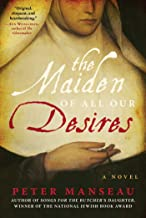 "Original,
eloquent, and
heartbreaking."
the
Maiden
OF ALL OUR
Desires
A NOVEL
PETER MANSEAU
AUTHOR OF SONGS FOR THE BUTCHER'S DAUGHTER,
WINNER OF THE NATIONAL JEWISH BOOK AWARD